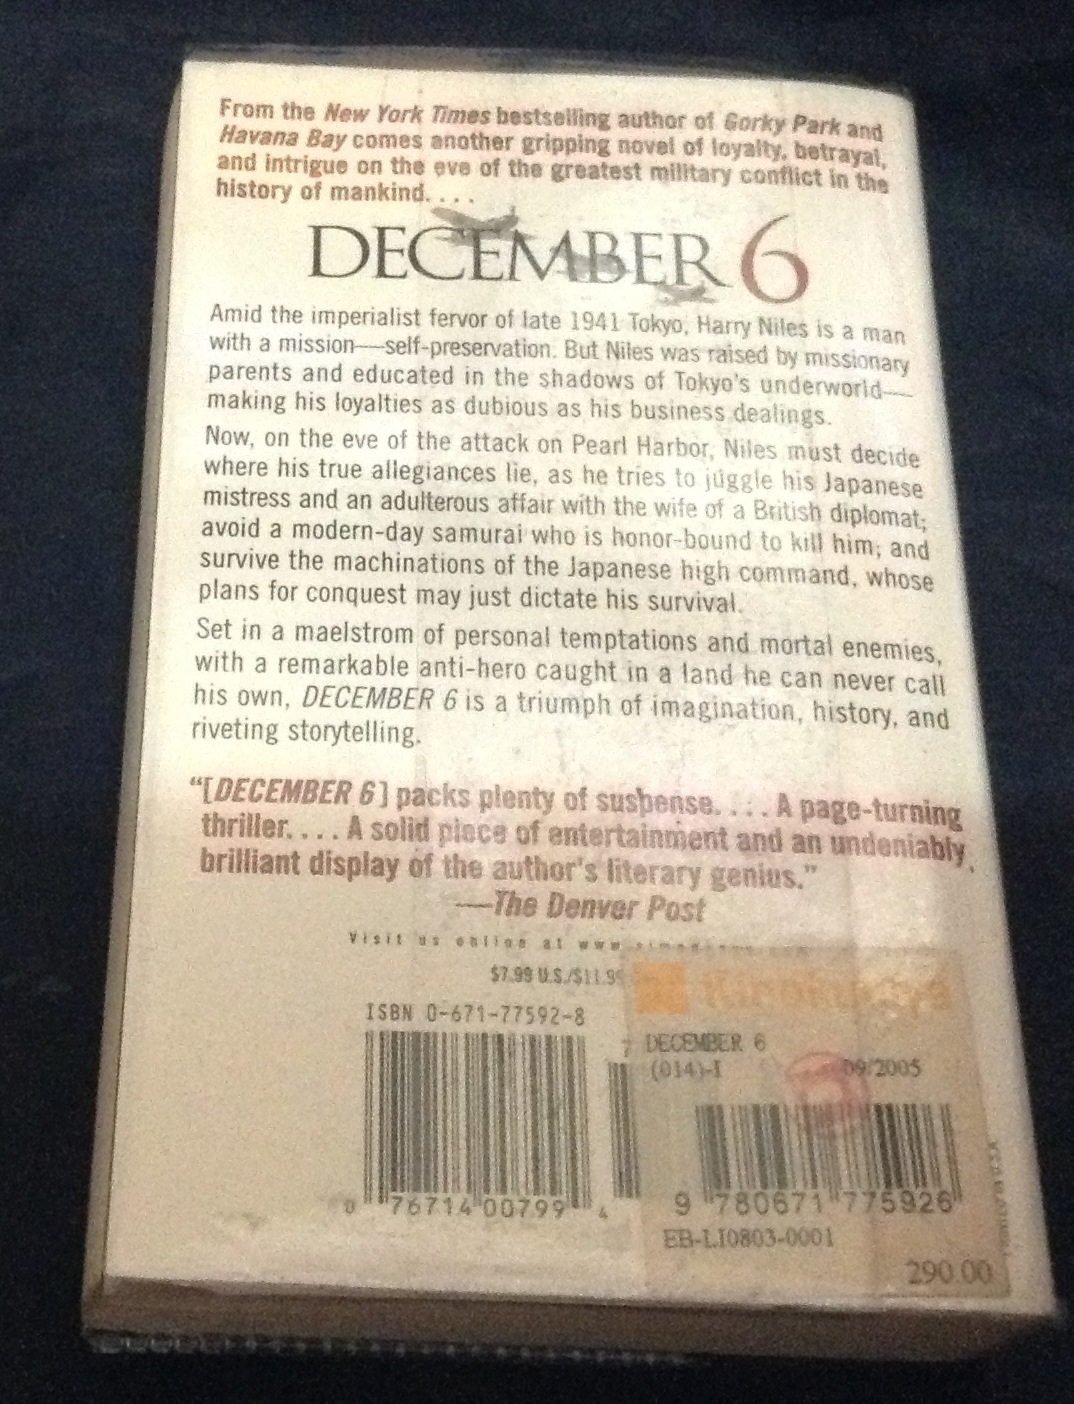 From the New York Times bestselling author of Gorky Park and
Havana Bay comes another gripping novel of loyalty, betrayal,
and intrigue on the eve of the greatest military conflict in the
history of mankind. . . .
DECEMBER 6
Amid the imperialist fervor of late 1941 Tokyo, Harry Niles is a man
with a mission—self-preservation. But Niles was raised by missionary
parents and educated in the shadows of Tokyo's underworld—
making his loyalties as dubious as his business dealings.
Now, on the eve of the attack on Pearl Harbor, Niles must decide
where his true allegiances lie, as he tries to juggle his Japanese
mistress and an adulterous affair with the wife of a British diplomat;
avoid a modern-day samurai who is honor-bound to kill him; and
survive the machinations of the Japanese high command, whose
plans for conquest may just dictate his survival.
Set in a maelstrom of personal temptations and mortal enemies,
with a remarkable anti-hero caught in a land he can never call
his own, DECEMBER 6 is a triumph of imagination, history, and
riveting storytelling.
"[DECEMBER 6] packs plenty of suspense. . . . A page-turning
thriller. . . . A solid piece of entertainment and an undeniably
brilliant display of the author's literary genius."
—The Denver Post
Visit us online at
$7.99 U.S./$11.99
ISBN 0-671-77592-8
7 DECEMBER 6
(014)-I 09/2005
0 76714 00799 4
9 780671 775926
EB-LI0803-0001
290.00